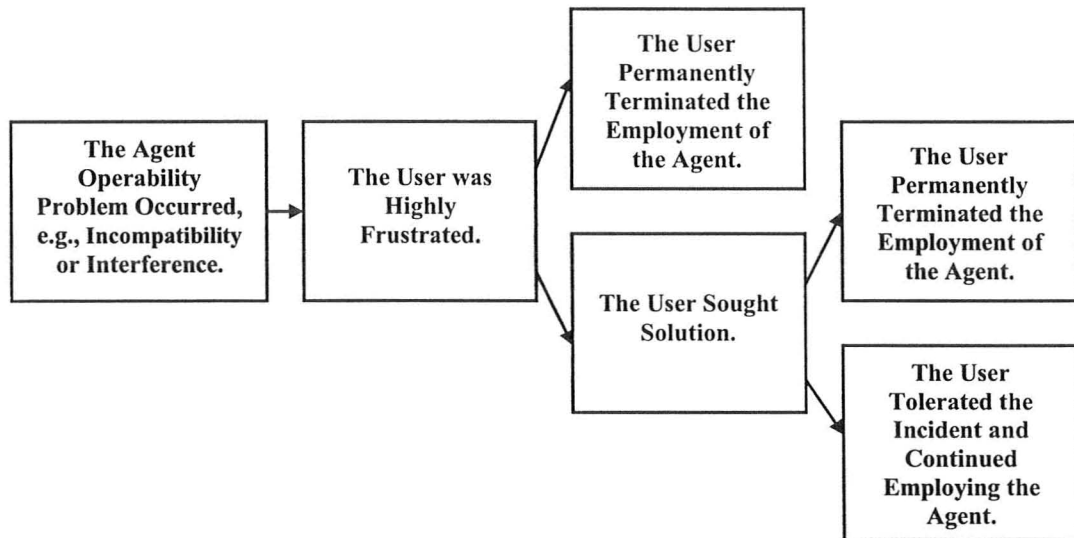 The Agent
Operability
Problem Occurred,
e.g., Incompatibility
or Interference.
The User was
Highly
Frustrated.
The User
Permanently
Terminated the
Employment of
the Agent.
The User Sought
Solution.
The User
Permanently
Terminated the
Employment of
the Agent.
The User
Tolerated the
Incident and
Continued
Employing the
Agent.